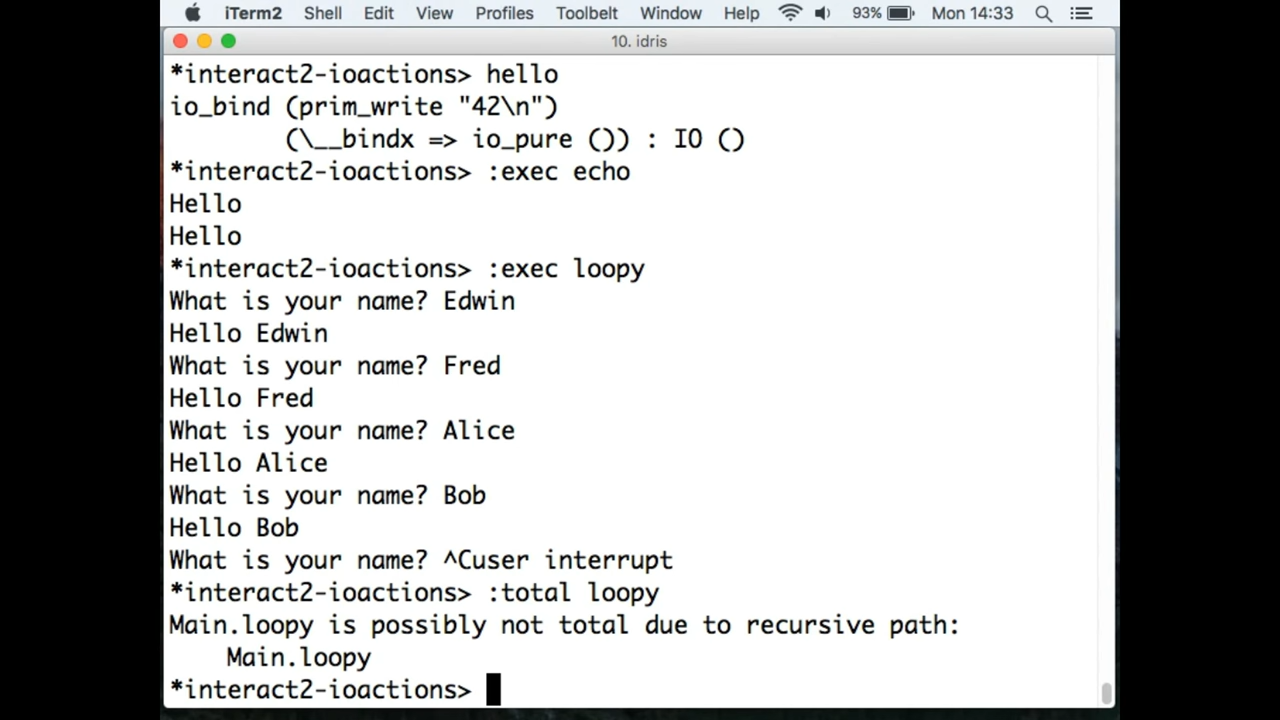 iTerm2 Shell Edit View Profiles Toolbelt Window Help 93% Mon 14:33
10. idris
*interact2-ioactions> hello
io_bind (prim_write "42\n")
        (\__bindx => io_pure ()) : IO ()
*interact2-ioactions> :exec echo
Hello
Hello
*interact2-ioactions> :exec loopy
What is your name? Edwin
Hello Edwin
What is your name? Fred
Hello Fred
What is your name? Alice
Hello Alice
What is your name? Bob
Hello Bob
What is your name? ^Cuser interrupt
*interact2-ioactions> :total loopy
Main.loopy is possibly not total due to recursive path:
    Main.loopy
*interact2-ioactions>